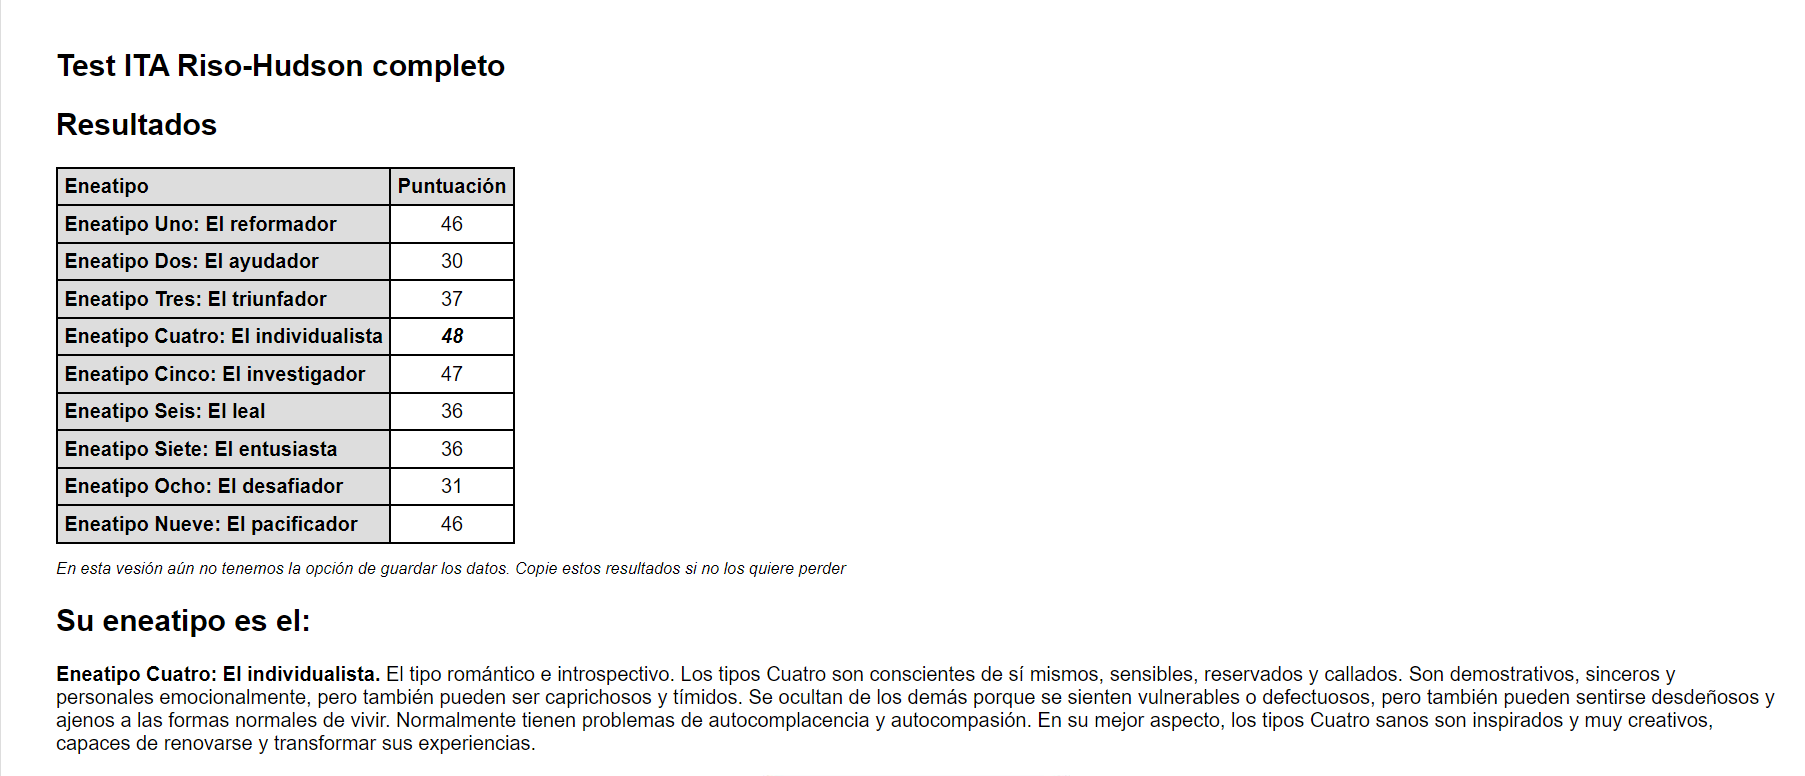 Test ITA Riso-Hudson completo
Resultados
Eneatipo Puntuación
Eneatipo Uno: El reformador 46
Eneatipo Dos: El ayudador 30
Eneatipo Tres: El triunfador 37
Eneatipo Cuatro: El individualista 48
Eneatipo Cinco: El investigador 47
Eneatipo Seis: El leal 36
Eneatipo Siete: El entusiasta 36
Eneatipo Ocho: El desafiador 31
Eneatipo Nueve: El pacificador 46
En esta vesión aún no tenemos la opción de guardar los datos. Copie estos resultados si no los quiere perder
Su eneatipo es el:
Eneatipo Cuatro: El individualista. El tipo romántico e introspectivo. Los tipos Cuatro son conscientes de sí mismos, sensibles, reservados y callados. Son demostrativos, sinceros y
personales emocionalmente, pero también pueden ser caprichosos y tímidos. Se ocultan de los demás porque se sienten vulnerables o defectuosos, pero también pueden sentirse desdeñosos y
ajenos a las formas normales de vivir. Normalmente tienen problemas de autocomplacencia y autocompasión. En su mejor aspecto, los tipos Cuatro sanos son inspirados y muy creativos,
capaces de renovarse y transformar sus experiencias.